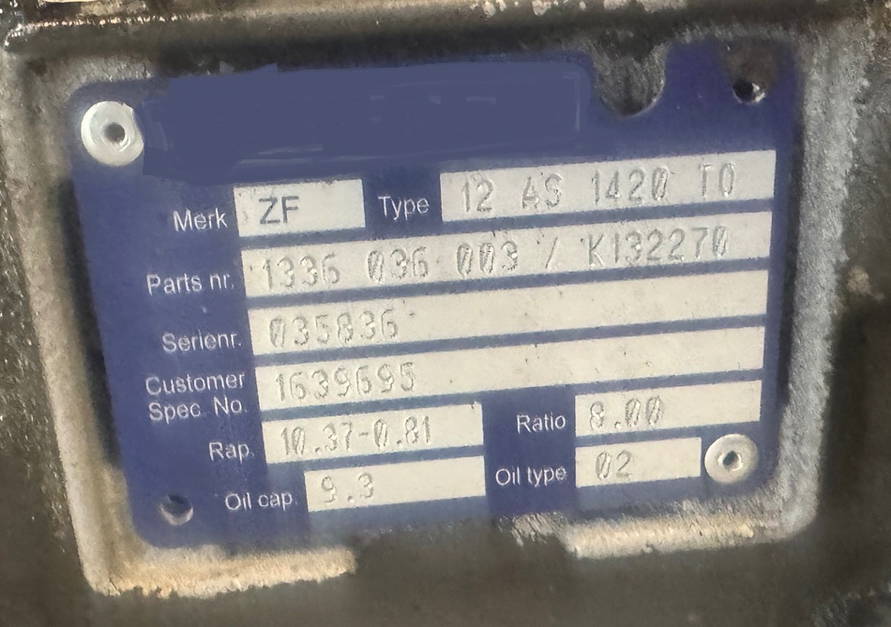 Merk ZF Type 12 AS 1420 TO
Parts nr. 1336 036 003 / K132270
Serienr. 035836
Customer Spec. No. 1639695
Rap. 10.37-0.81 Ratio 8.00
Oil cap. 9.3 Oil type 02